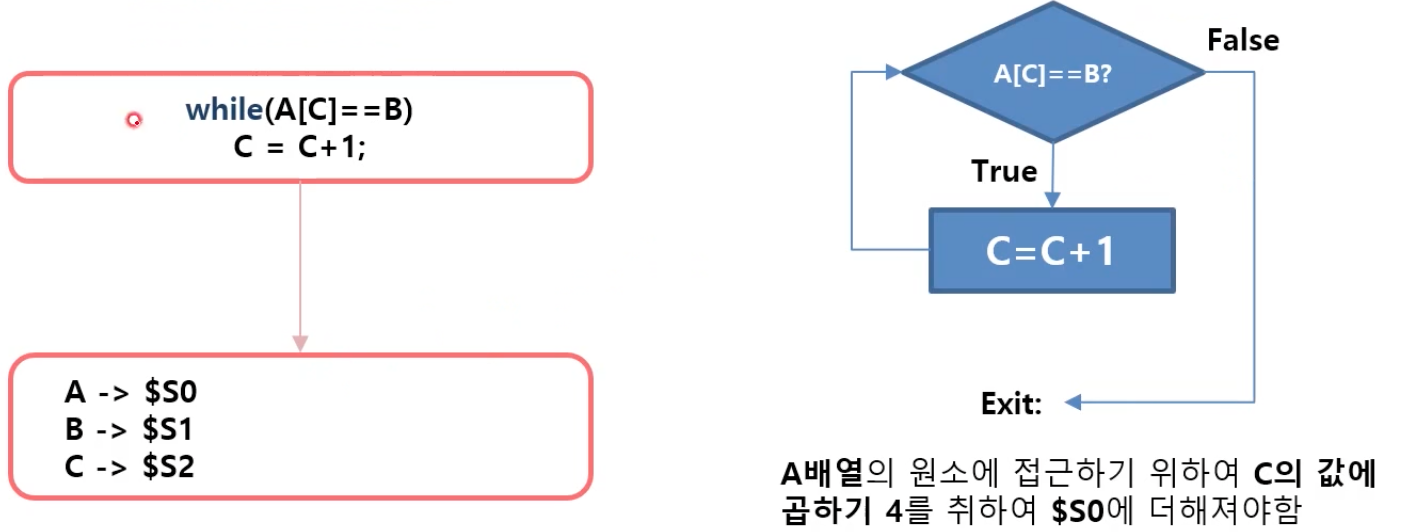 while(A[C]==B)
C = C+1;
A -> $S0
B -> $S1
C -> $S2
A[C]==B?
False
True
C=C+1
Exit:
A배열의 원소에 접근하기 위하여 C의 값에
곱하기 4를 취하여 $S0에 더해져야함